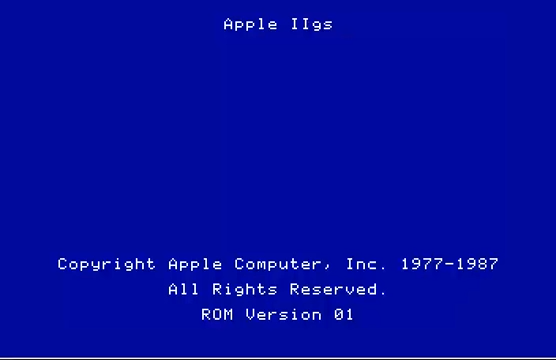 Apple IIgs
Copyright Apple Computer, Inc. 1977-1987
All Rights Reserved.
ROM Version 01